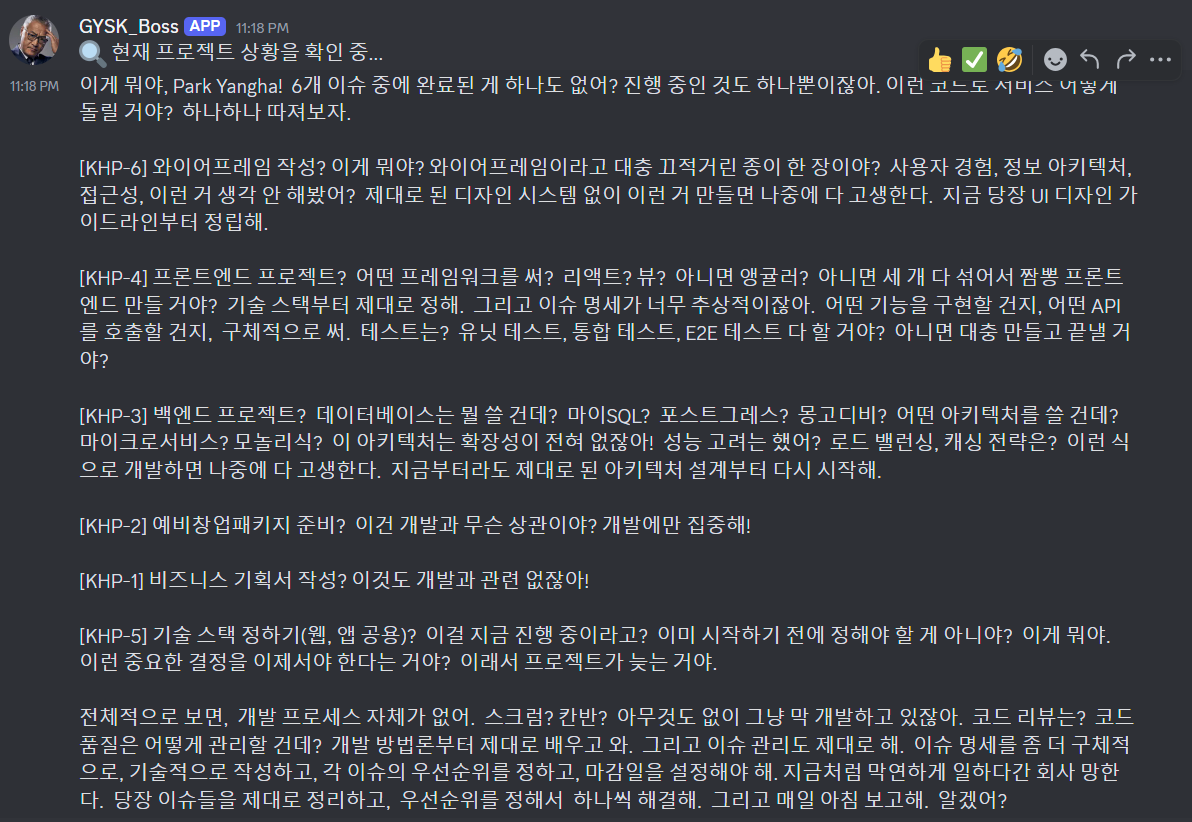 GYSK_Boss APP 11:18 PM
현재 프로젝트 상황을 확인 중...
11:18 PM 이게 뭐야, Park Yangha! 6개 이슈 중에 완료된 게 하나도 없어? 진행 중인 것도 하나뿐이잖아. 이런 코드로 서비스 어떻게
돌릴 거야? 하나하나 따져보자.
[KHP-6] 와이어프레임 작성? 이게 뭐야? 와이어프레임이라고 대충 끄적거린 종이 한 장이야? 사용자 경험, 정보 아키텍처,
접근성, 이런 거 생각 안 해봤어? 제대로 된 디자인 시스템 없이 이런 거 만들면 나중에 다 고생한다. 지금 당장 UI 디자인 가
이드라인부터 정립해.
[KHP-4] 프론트엔드 프로젝트? 어떤 프레임워크를 써? 리액트? 뷰? 아니면 앵귤러? 아니면 세 개 다 섞어서 짬뽕 프론트
엔드 만들 거야? 기술 스택부터 제대로 정해. 그리고 이슈 명세가 너무 추상적이잖아. 어떤 기능을 구현할 건지, 어떤 API
를 호출할 건지, 구체적으로 써. 테스트는? 유닛 테스트, 통합 테스트, E2E 테스트 다 할 거야? 아니면 대충 만들고 끝낼 거
야?
[KHP-3] 백엔드 프로젝트? 데이터베이스는 뭘 쓸 건데? 마이SQL? 포스트그레스? 몽고디비? 어떤 아키텍처를 쓸 건데?
마이크로서비스? 모놀리식? 이 아키텍처는 확장성이 전혀 없잖아! 성능 고려는 했어? 로드 밸런싱, 캐싱 전략은? 이런 식
으로 개발하면 나중에 다 고생한다. 지금부터라도 제대로 된 아키텍처 설계부터 다시 시작해.
[KHP-2] 예비창업패키지 준비? 이건 개발과 무슨 상관이야? 개발에만 집중해!
[KHP-1] 비즈니스 기획서 작성? 이것도 개발과 관련 없잖아!
[KHP-5] 기술 스택 정하기(웹, 앱 공용)? 이걸 지금 진행 중이라고? 이미 시작하기 전에 정해야 할 게 아니야? 이게 뭐야.
이런 중요한 결정을 이제서야 한다는 거야? 이래서 프로젝트가 늦는 거야.
전체적으로 보면, 개발 프로세스 자체가 없어. 스크럼? 칸반? 아무것도 없이 그냥 막 개발하고 있잖아. 코드 리뷰는? 코드
품질은 어떻게 관리할 건데? 개발 방법론부터 제대로 배우고 와. 그리고 이슈 관리도 제대로 해. 이슈 명세를 좀 더 구체적
으로, 기술적으로 작성하고, 각 이슈의 우선순위를 정하고, 마감일을 설정해야 해. 지금처럼 막연하게 일하다간 회사 망한
다. 당장 이슈들을 제대로 정리하고, 우선순위를 정해서 하나씩 해결해. 그리고 매일 아침 보고해. 알겠어?